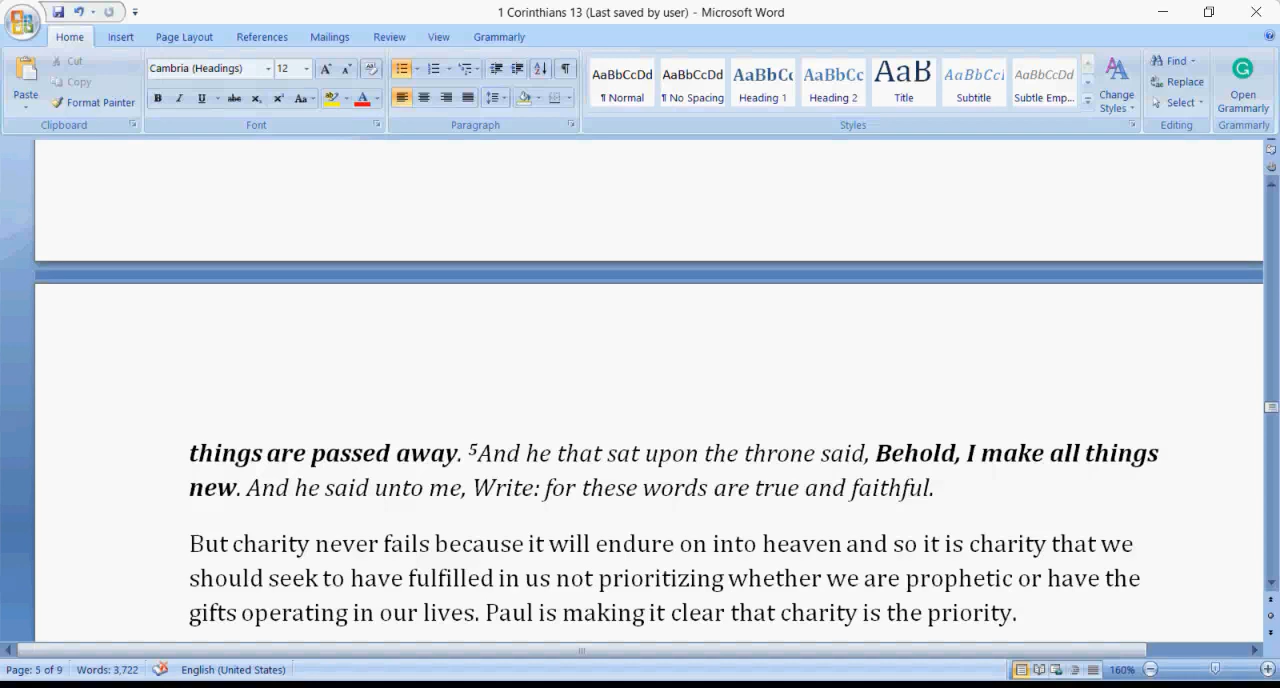 1 Corinthians 13 (Last saved by user) - Microsoft Word
Home Insert Page Layout References Mailings Review View Grammarly
Paste
Cut
Copy
Format Painter
Clipboard
Cambria (Headings) 12
Font
Paragraph
AaBbCcDd AaBbCcDd AaBbCc AaBbCc AaB AaBbCcI AaBbCcDd
¶ Normal ¶ No Spacing Heading 1 Heading 2 Title Subtitle Subtle Emp...
Change
Styles
Styles
Find
Replace
Select
Editing
Open
Grammarly
Grammarly
things are passed away. ⁵And he that sat upon the throne said, Behold, I make all things
new. And he said unto me, Write: for these words are true and faithful.
But charity never fails because it will endure on into heaven and so it is charity that we
should seek to have fulfilled in us not prioritizing whether we are prophetic or have the
gifts operating in our lives. Paul is making it clear that charity is the priority.
Page: 5 of 9 Words: 3,722 English (United States) 160%